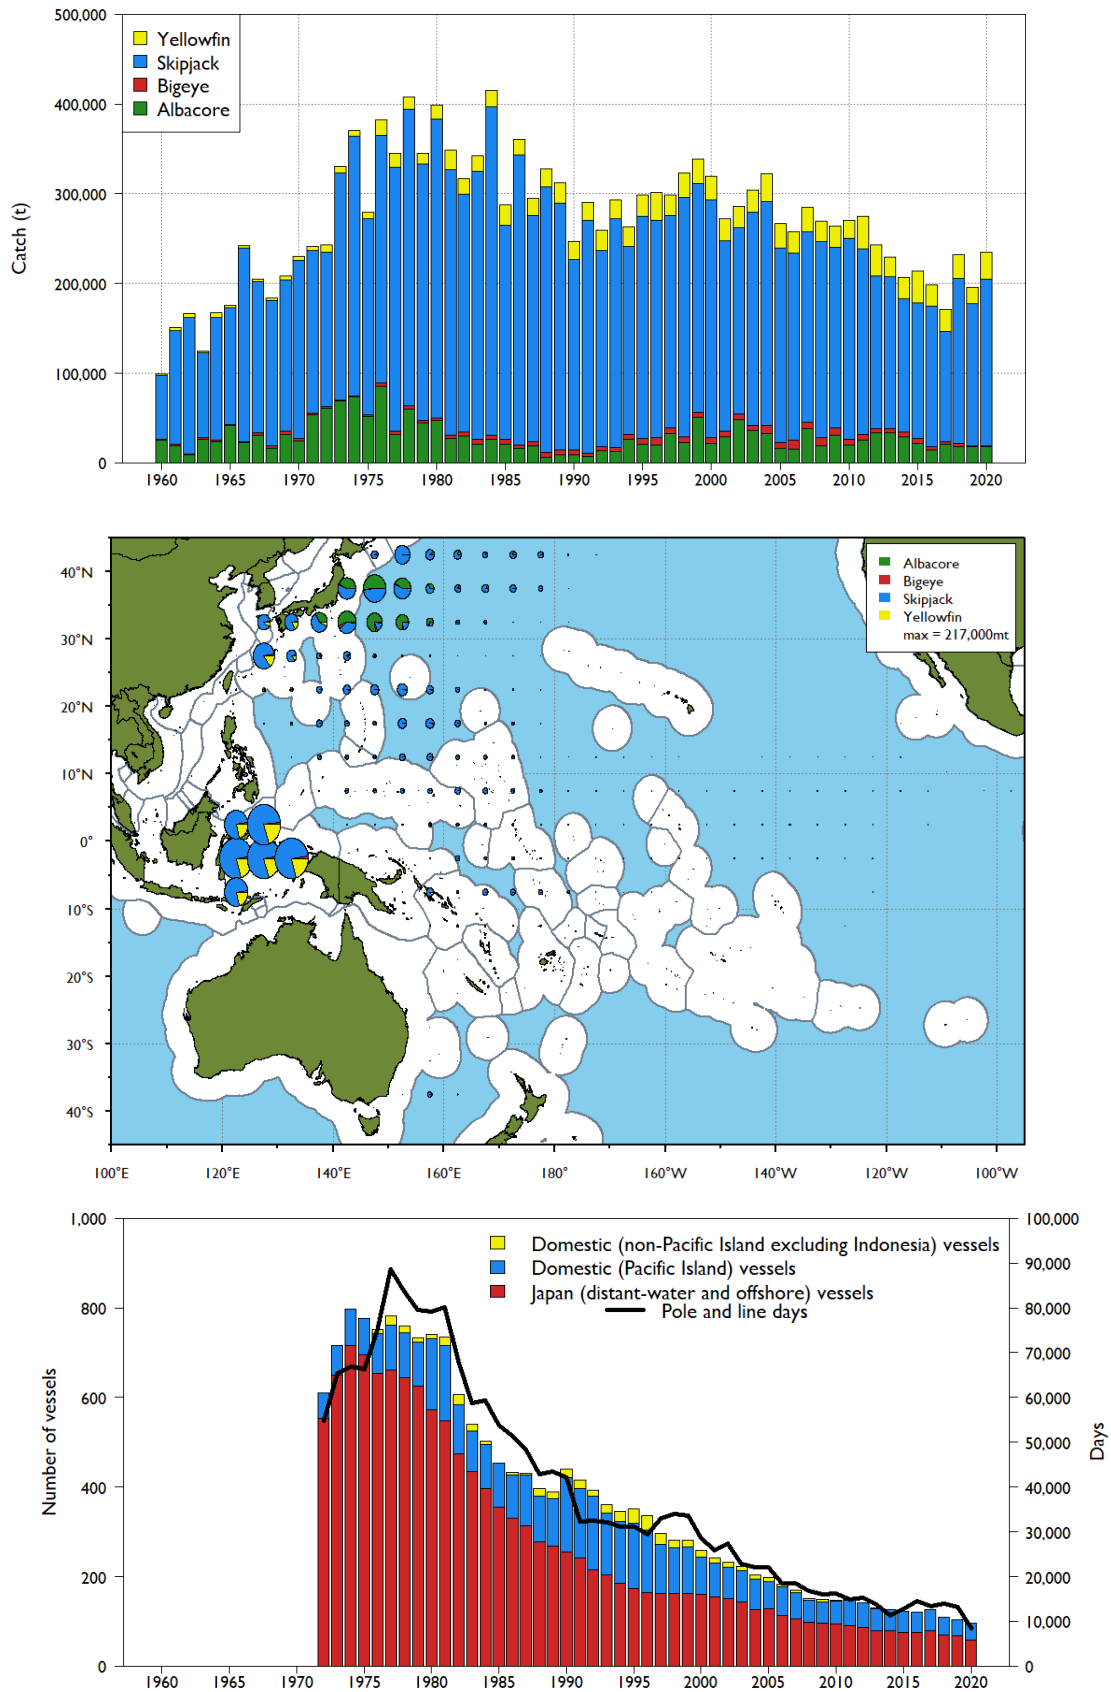 500,000
400,000
300,000
200,000
100,000
0
Catch (t)
Yellowfin
Skipjack
Bigeye
Albacore
1960 1965 1970 1975 1980 1985 1990 1995 2000 2005 2010 2015 2020
40°N
30°N
20°N
10°N
0°
10°S
20°S
30°S
40°S
Albacore
Bigeye
Skipjack
Yellowfin
max = 217,000mt
100°E 120°E 140°E 160°E 180° 160°W 140°W 120°W 100°W
1,000
800
600
400
200
0
Number of vessels
Domestic (non-Pacific Island excluding Indonesia) vessels
Domestic (Pacific Island) vessels
Japan (distant-water and offshore) vessels
Pole and line days
100,000
90,000
80,000
70,000
60,000
50,000
40,000
30,000
20,000
10,000
0
Days
1960 1965 1970 1975 1980 1985 1990 1995 2000 2005 2010 2015 2020